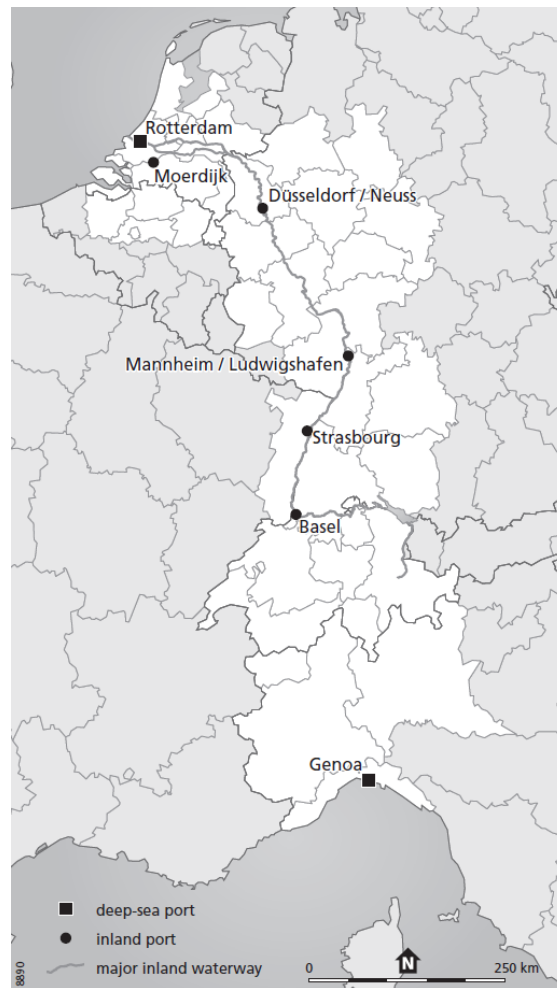 Rotterdam
Moerdijk
Düsseldorf / Neuss
Mannheim / Ludwigshafen
Strasbourg
Basel
Genoa
deep-sea port
inland port
major inland waterway
8890
N
0 250 km